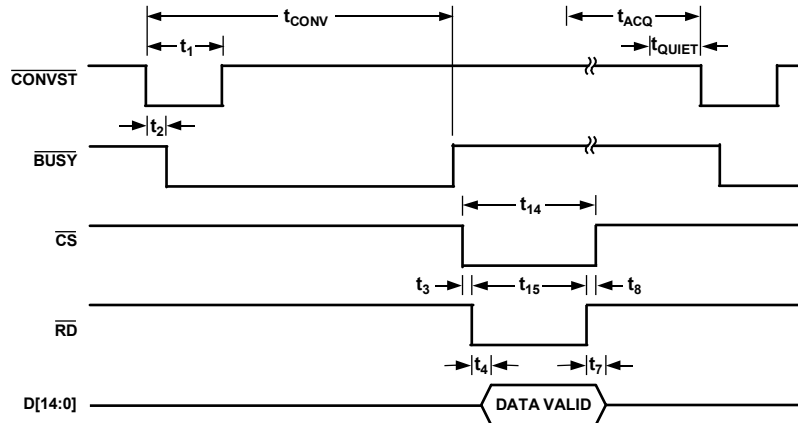 tCONV
tACQ
t1
tQUIET
CONVST
t2
BUSY
t14
CS
t3
t15
t8
RD
t4
t7
D[14:0]
DATA VALID